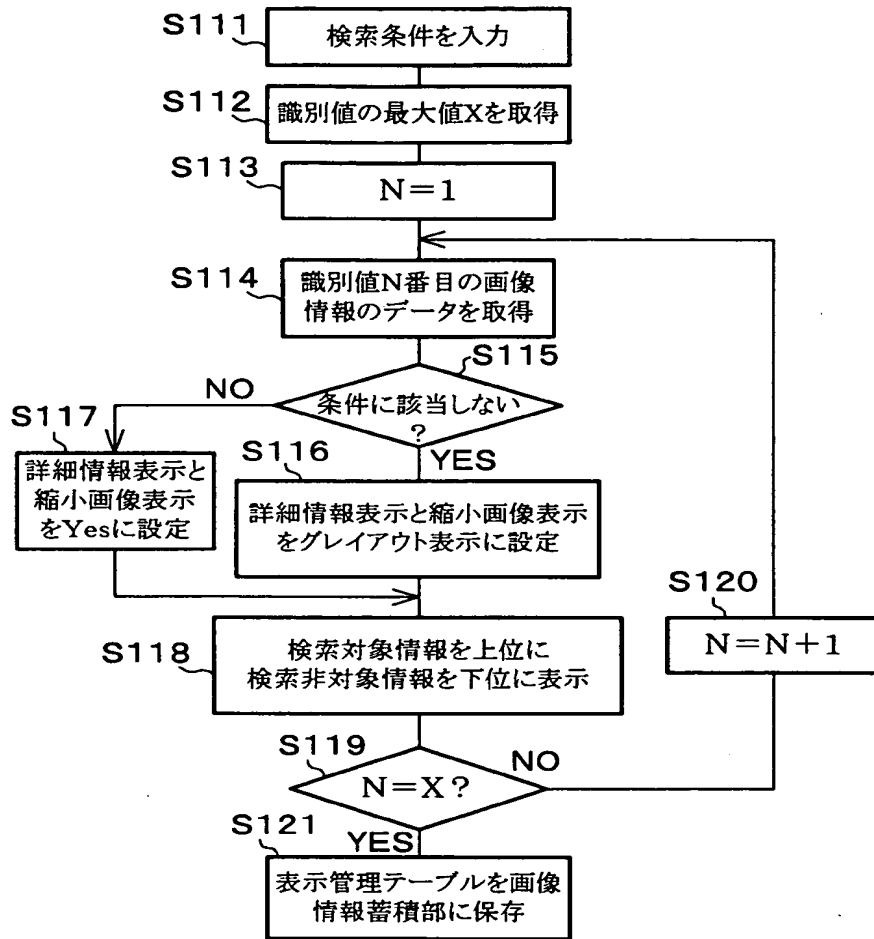 S111
検索条件を入力
S112
識別値の最大値Xを取得
S113
N=1
S114
識別値N番目の画像
情報のデータを取得
S115
条件に該当しない
?
NO
YES
S117
詳細情報表示と
縮小画像表示
をYesに設定
S116
詳細情報表示と縮小画像表示
をグレイアウト表示に設定
S118
検索対象情報を上位に
検索非対象情報を下位に表示
S120
N=N+1
S119
N=X?
NO
YES
S121
表示管理テーブルを画像
情報蓄積部に保存